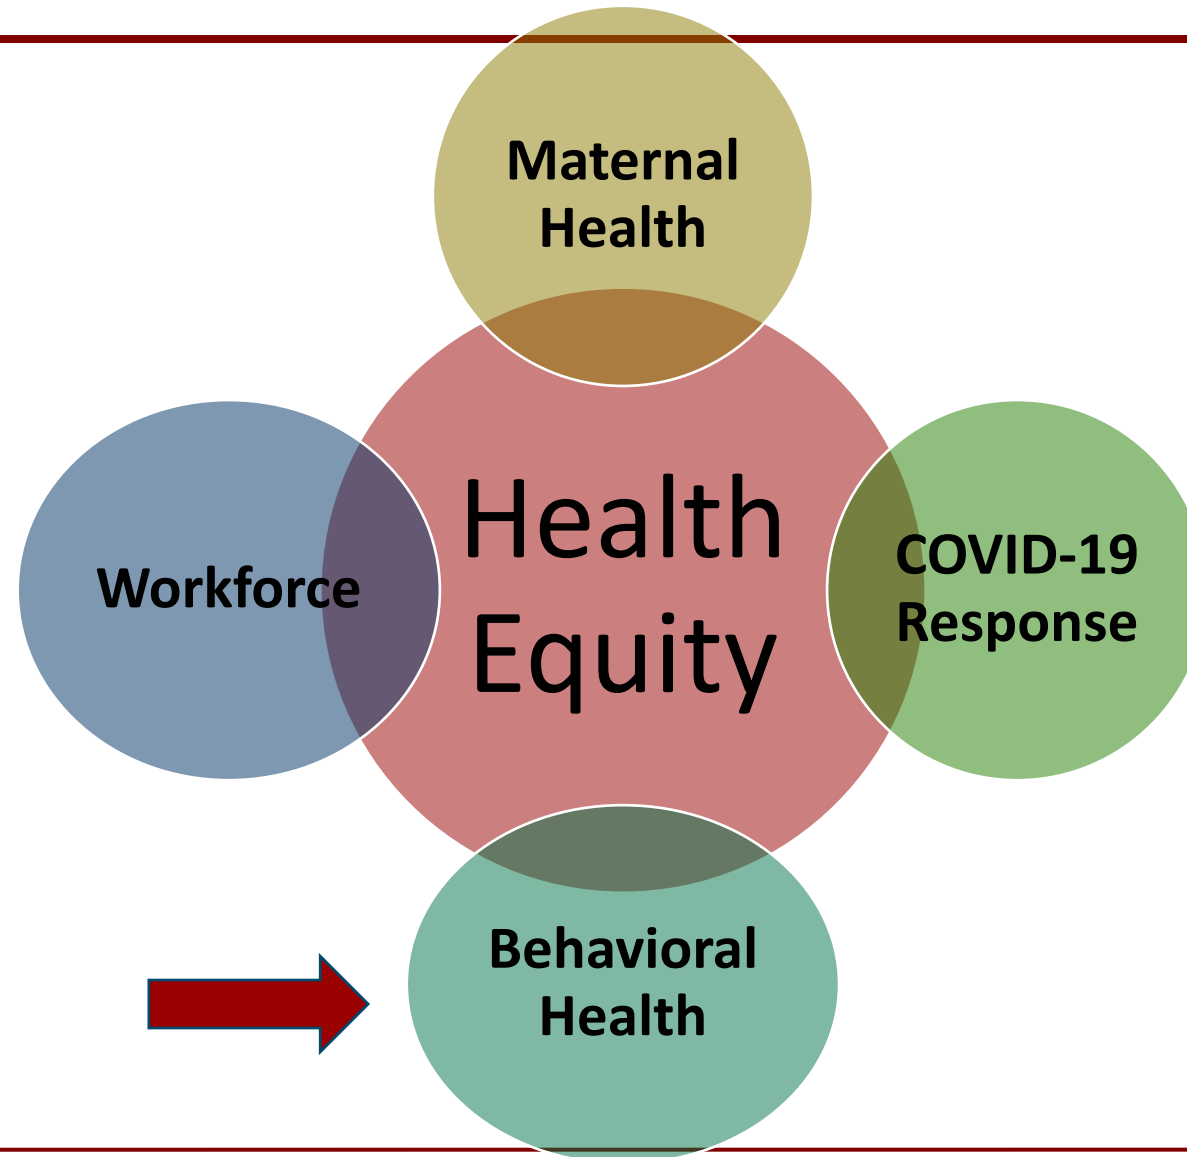 Maternal
Health
Workforce
Health
Equity
COVID-19
Response
Behavioral
Health